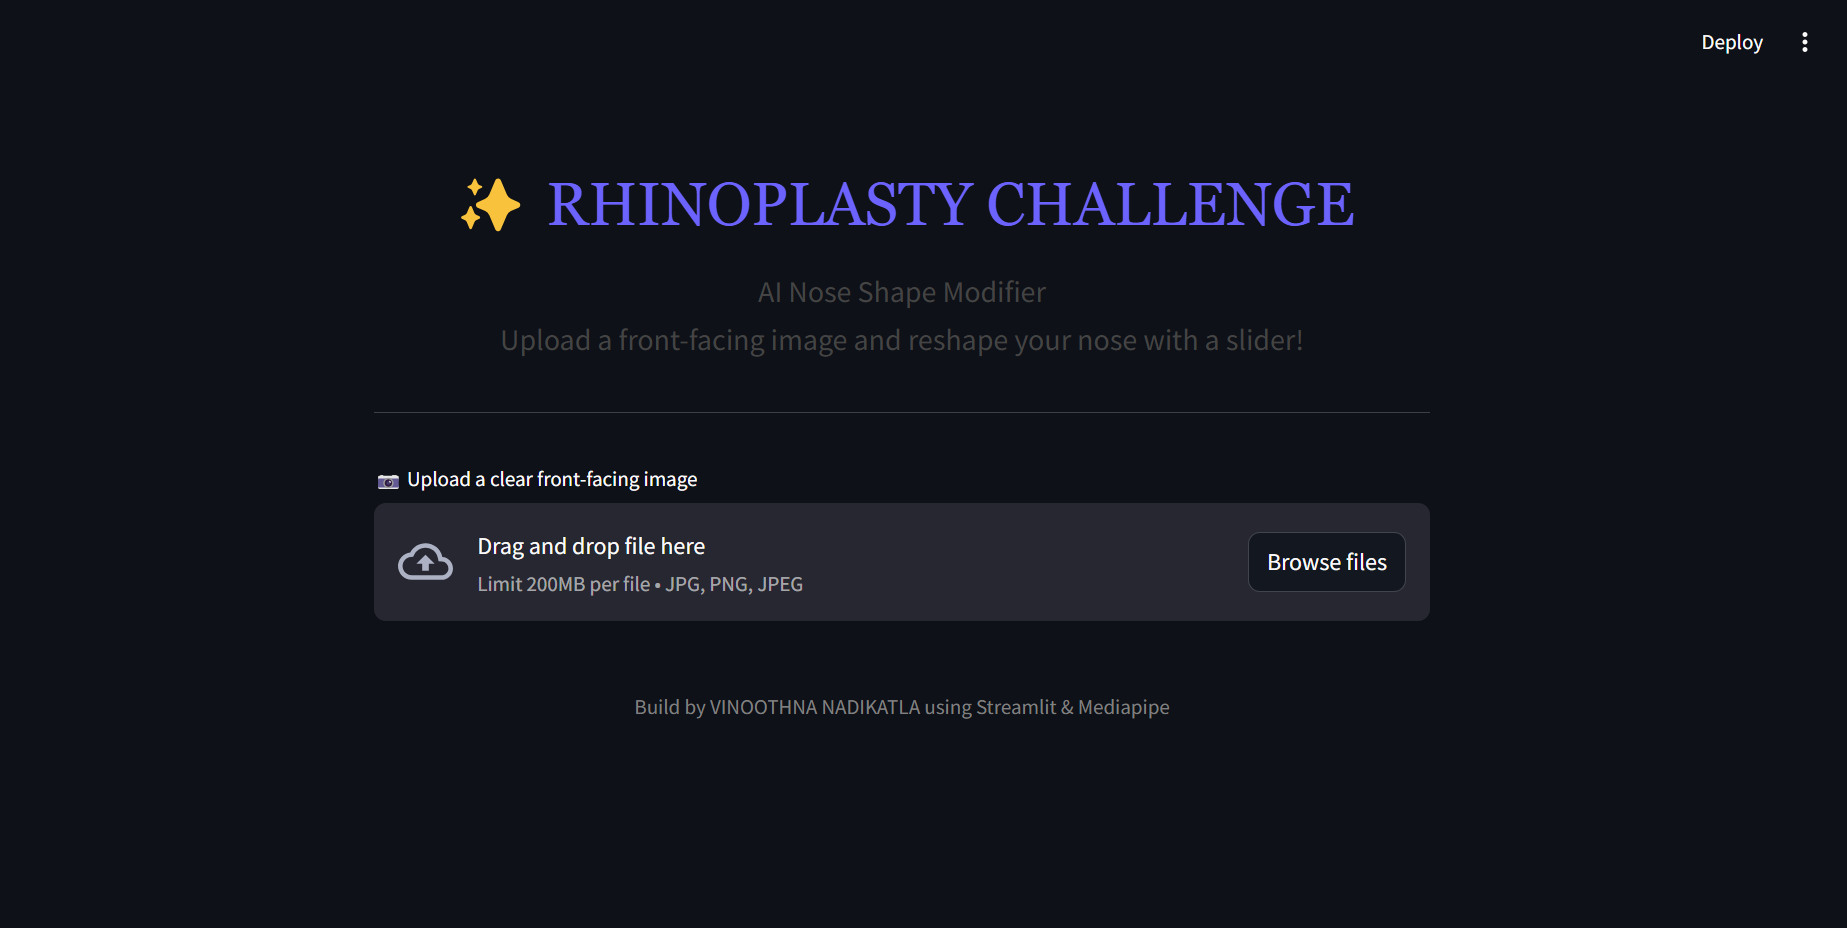 Deploy
✨ RHINOPLASTY CHALLENGE
AI Nose Shape Modifier
Upload a front-facing image and reshape your nose with a slider!
📷 Upload a clear front-facing image
Drag and drop file here
Limit 200MB per file • JPG, PNG, JPEG
Browse files
Build by VINOOTHNA NADIKATLA using Streamlit & Mediapipe